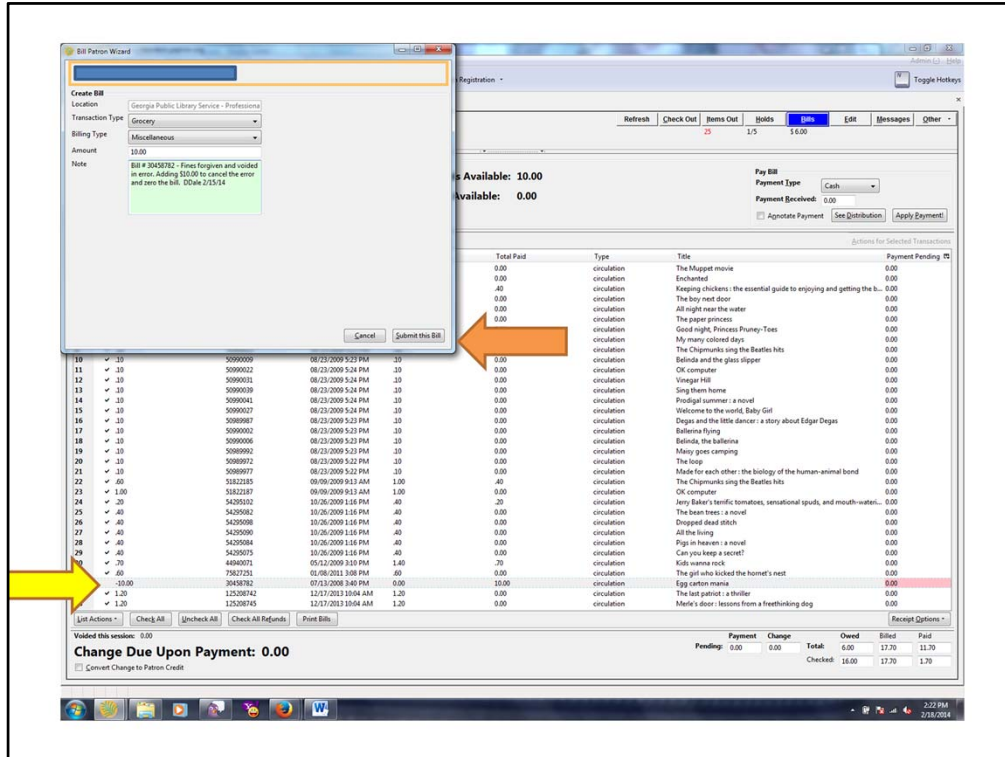 Bill Patron Wizard
Create Bill
Location Georgia Public Library Service - Professiona
Transaction Type Grocery
Billing Type Miscellaneous
Amount 10.00
Note Bill # 30458782 - Fines forgiven and voided
in error. Adding $10.00 to cancel the error
and zero the bill. DDale 2/15/14
Cancel Submit this Bill
Admin (-) Help
Registration Toggle Hotkeys
Refresh Check Out Items Out Holds Bills Edit Messages Other
25 1/5 $6.00
s Available: 10.00
Available: 0.00
Pay Bill
Payment Type Cash
Payment Received: 0.00
Annotate Payment See Distribution Apply Payment!
Actions for Selected Transactions
Total Paid Type Title Payment Pending
0.00 circulation The Muppet movie 0.00
0.00 circulation Enchanted 0.00
.40 circulation Keeping chickens : the essential guide to enjoying and getting the b... 0.00
0.00 circulation The boy next door 0.00
0.00 circulation All night near the water 0.00
0.00 circulation The paper princess 0.00
circulation Good night, Princess Pruney-Toes 0.00
circulation My many colored days 0.00
circulation The Chipmunks sing the Beatles hits 0.00
10 .10 50990009 08/23/2009 5:23 PM .10 0.00 circulation Belinda and the glass slipper 0.00
11 .10 50990022 08/23/2009 5:24 PM .10 0.00 circulation OK computer 0.00
12 .10 50990031 08/23/2009 5:24 PM .10 0.00 circulation Vinegar Hill 0.00
13 .10 50990039 08/23/2009 5:24 PM .10 0.00 circulation Sing them home 0.00
14 .10 50990041 08/23/2009 5:24 PM .10 0.00 circulation Prodigal summer : a novel 0.00
15 .10 50990027 08/23/2009 5:24 PM .10 0.00 circulation Welcome to the world, Baby Girl 0.00
16 .10 50989987 08/23/2009 5:23 PM .10 0.00 circulation Degas and the little dancer : a story about Edgar Degas 0.00
17 .10 50990002 08/23/2009 5:23 PM .10 0.00 circulation Ballerina flying 0.00
18 .10 50990006 08/23/2009 5:23 PM .10 0.00 circulation Belinda, the ballerina 0.00
19 .10 50989992 08/23/2009 5:23 PM .10 0.00 circulation Maisy goes camping 0.00
20 .10 50989972 08/23/2009 5:22 PM .10 0.00 circulation The loop 0.00
21 .10 50989977 08/23/2009 5:22 PM .10 0.00 circulation Made for each other : the biology of the human-animal bond 0.00
22 .60 51822185 09/09/2009 9:13 AM 1.00 .40 circulation The Chipmunks sing the Beatles hits 0.00
23 1.00 51822187 09/09/2009 9:13 AM 1.00 0.00 circulation OK computer 0.00
24 .20 54295102 10/26/2009 1:16 PM .40 .20 circulation Jerry Baker's terrific tomatoes, sensational spuds, and mouth-wateri... 0.00
25 .40 54295082 10/26/2009 1:16 PM .40 0.00 circulation The bean trees : a novel 0.00
26 .40 54295098 10/26/2009 1:16 PM .40 0.00 circulation Dropped dead stitch 0.00
27 .40 54295090 10/26/2009 1:16 PM .40 0.00 circulation All the living 0.00
28 .40 54295084 10/26/2009 1:16 PM .40 0.00 circulation Pigs in heaven : a novel 0.00
29 .40 54295075 10/26/2009 1:16 PM .40 0.00 circulation Can you keep a secret? 0.00
.70 44940071 05/12/2009 3:10 PM 1.40 .70 circulation Kids wanna rock 0.00
.60 75827251 01/08/2011 3:08 PM .60 0.00 circulation The girl who kicked the hornet's nest 0.00
-10.00 30458782 07/13/2008 3:40 PM 0.00 10.00 circulation Egg carton mania 0.00
1.20 125208742 12/17/2013 10:04 AM 1.20 0.00 circulation The last patriot : a thriller 0.00
1.20 125208745 12/17/2013 10:04 AM 1.20 0.00 circulation Merle's door : lessons from a freethinking dog 0.00
List Actions Check All Uncheck All Check All Refunds Print Bills Receipt Options
Voided this session: 0.00
Change Due Upon Payment: 0.00
Convert Change to Patron Credit
Payment Change Owed Billed Paid
Pending: 0.00 0.00 Total: 6.00 17.70 11.70
Checked: 16.00 17.70 1.70
2:22 PM
2/18/2014